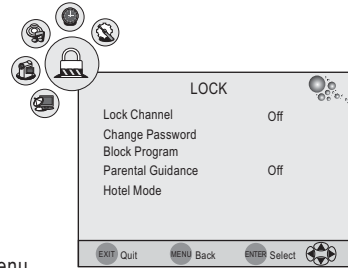 LOCK
Lock Channel Off
Change Password
Block Program
Parental Guidance Off
Hotel Mode
EXIT Quit MENU Back ENTER Select